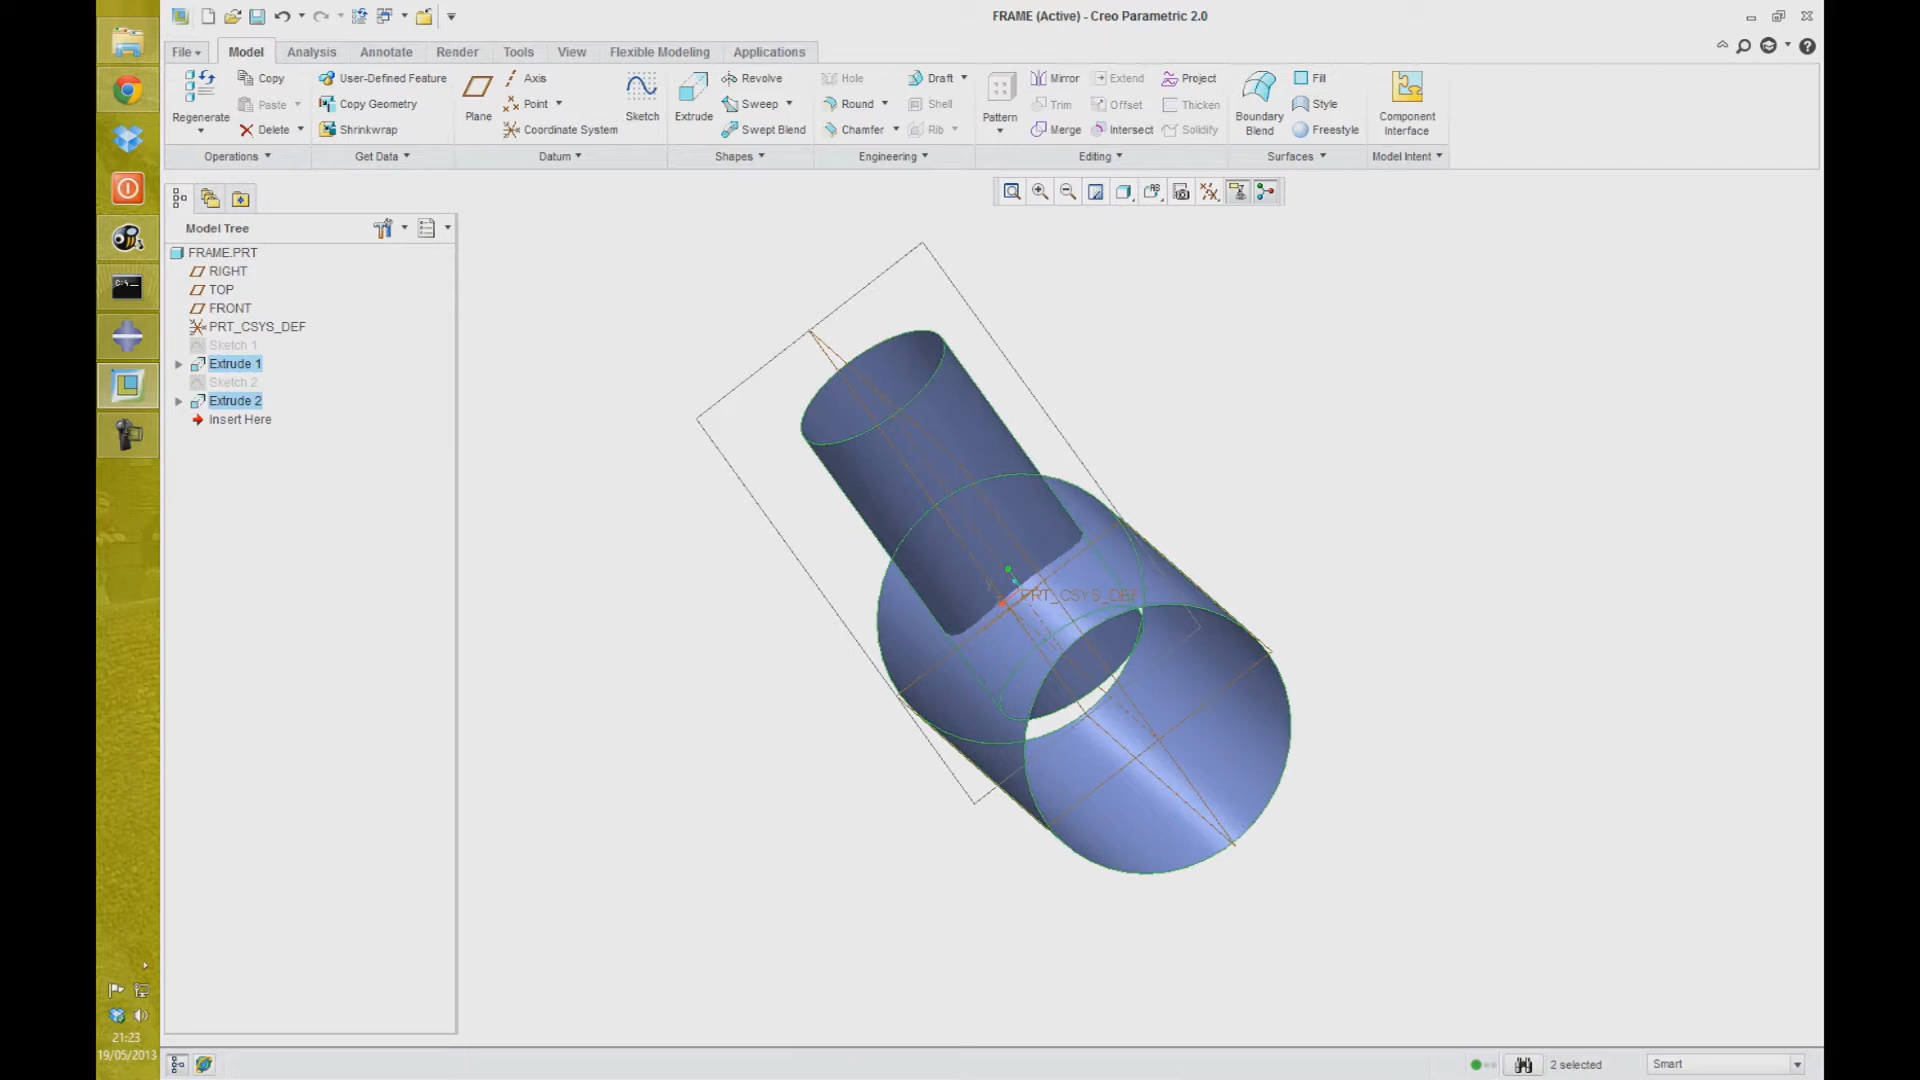 FRAME (Active) - Creo Parametric 2.0
File Model Analysis Annotate Render Tools View Flexible Modeling Applications
Regenerate
Copy
Paste
Delete
Operations
User-Defined Feature
Copy Geometry
Shrinkwrap
Get Data
Plane
Axis
Point
Coordinate System
Sketch
Datum
Extrude
Revolve
Sweep
Swept Blend
Shapes
Hole
Round
Chamfer
Draft
Shell
Rib
Engineering
Pattern
Mirror
Trim
Merge
Extend
Offset
Intersect
Project
Thicken
Solidify
Editing
Boundary
Blend
Fill
Style
Freestyle
Surfaces
Component
Interface
Model Intent
Model Tree
FRAME.PRT
RIGHT
TOP
FRONT
PRT_CSYS_DEF
Sketch 1
Extrude 1
Sketch 2
Extrude 2
Insert Here
PRT_CSYS_DEF
21:23
19/05/2013
2 selected
Smart